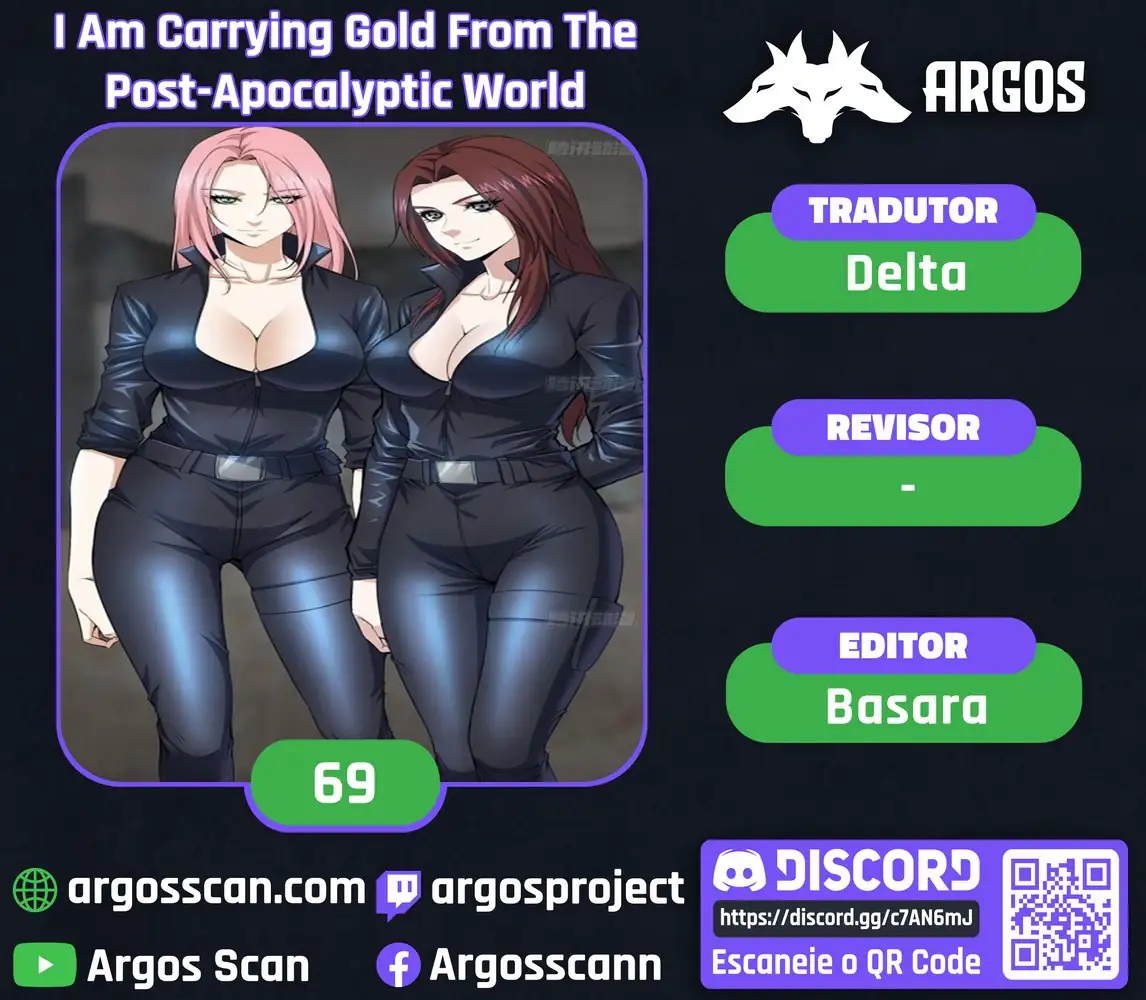 I Am Carrying Gold From The
Post-Apocalyptic World
ARGOS
TRADUTOR
Delta
REVISOR
-
EDITOR
Basara
69
argosscan.com
argosproject
Argos Scan
Argosscann
DISCORD
https://discord.gg/c7AN6mJ
Escaneie o QR Code